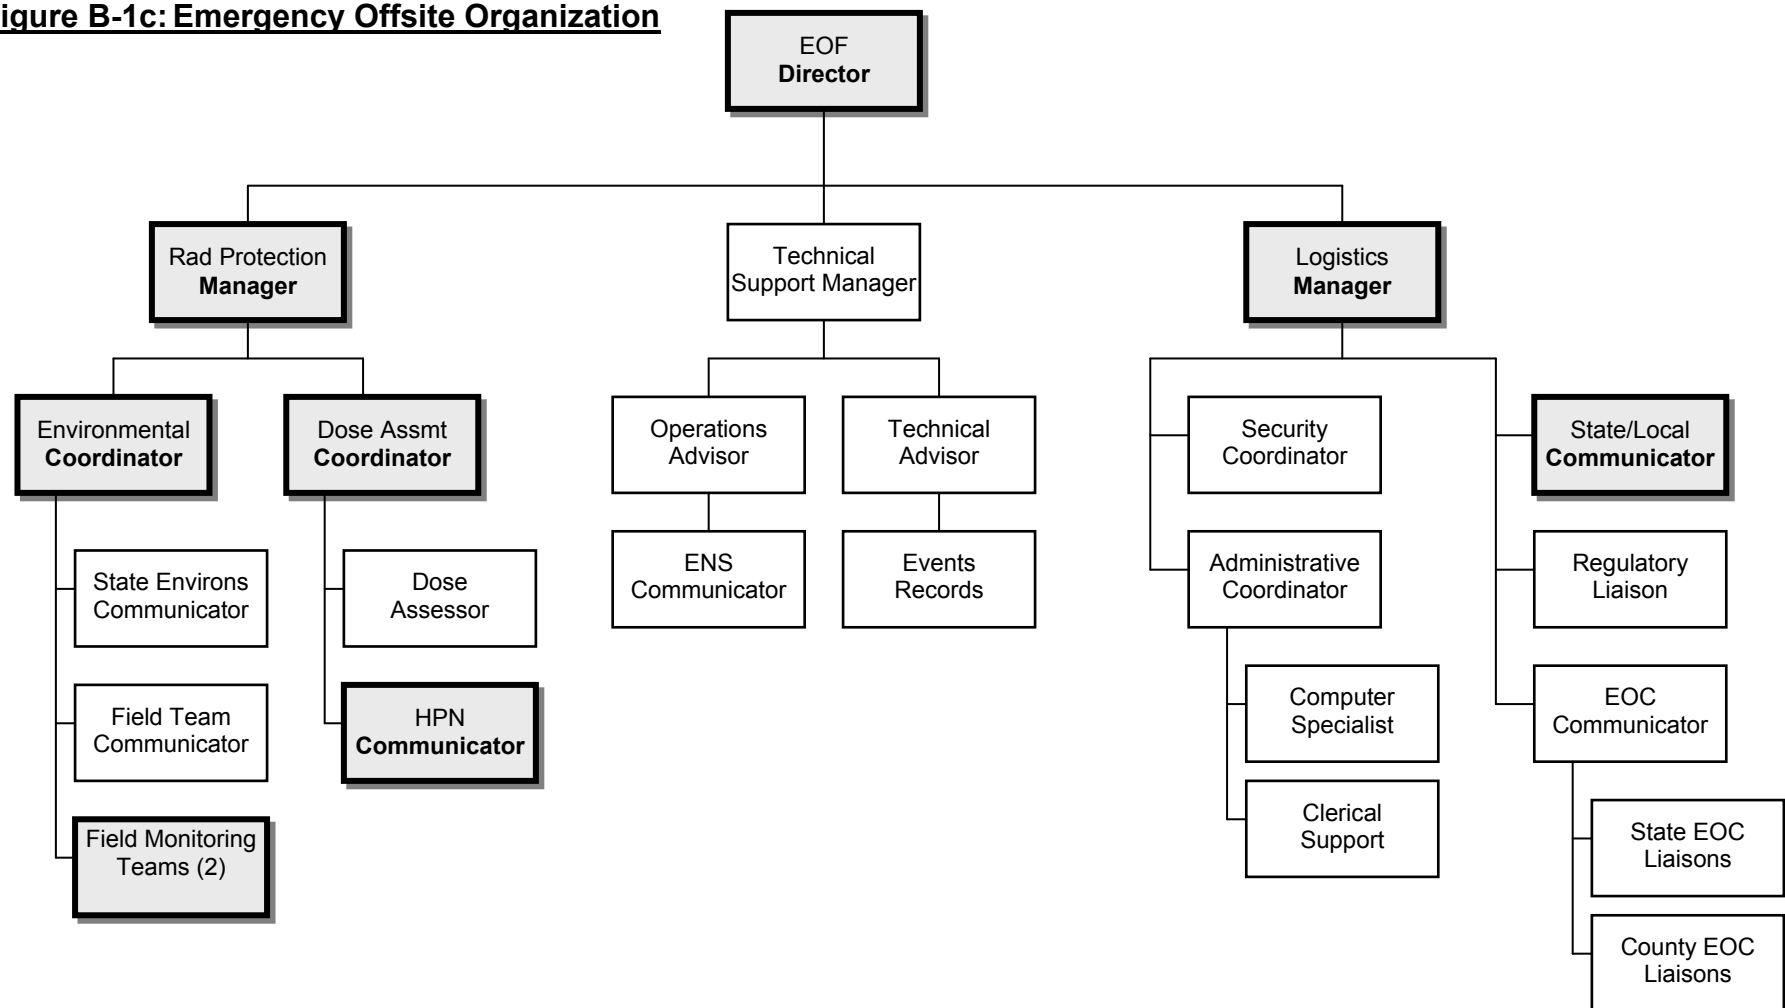 igure B-1c: Emergency Offsite Organization
EOF
Director
Rad Protection
Manager
Technical
Support Manager
Logistics
Manager
Environmental
Coordinator
Dose Assmt
Coordinator
Operations
Advisor
Technical
Advisor
Security
Coordinator
State/Local
Communicator
State Environs
Communicator
Dose
Assessor
ENS
Communicator
Events
Records
Administrative
Coordinator
Regulatory
Liaison
Field Team
Communicator
HPN
Communicator
Computer
Specialist
EOC
Communicator
Field Monitoring
Teams (2)
Clerical
Support
State EOC
Liaisons
County EOC
Liaisons